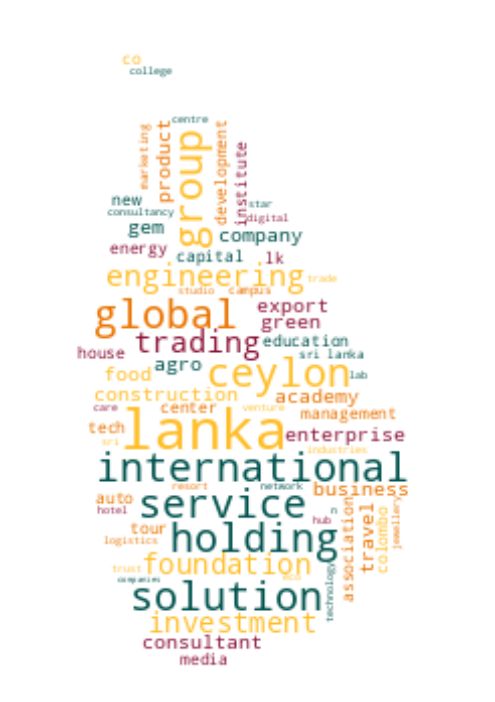 co
college
centre
marketing
product
group
development
institute
new
star
consultancy
digital
gem
company
energy
capital
lk
engineering
trade
studio
campus
global
export
green
trading
education
house
sri lanka
agro
food
ceylon
lab
construction
academy
care
center
venture
management
tech
lanka
enterprise
sri
industries
international
resort
network
business
auto
service
hotel
n
hub
association
travel
colombo
jewellery
tour
holding
logistics
foundation
trust
eco
companies
technology
solution
investment
consultant
media